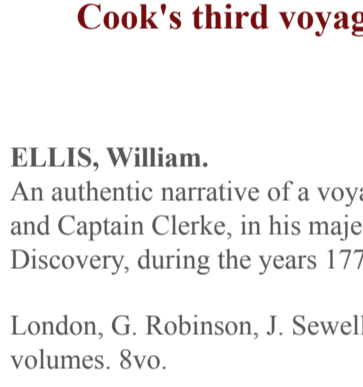 Cook's third voyag
ELLIS, William.
An authentic narrative of a voya
and Captain Clerke, in his maje
Discovery, during the years 177
London, G. Robinson, J. Sewell
volumes. 8vo.